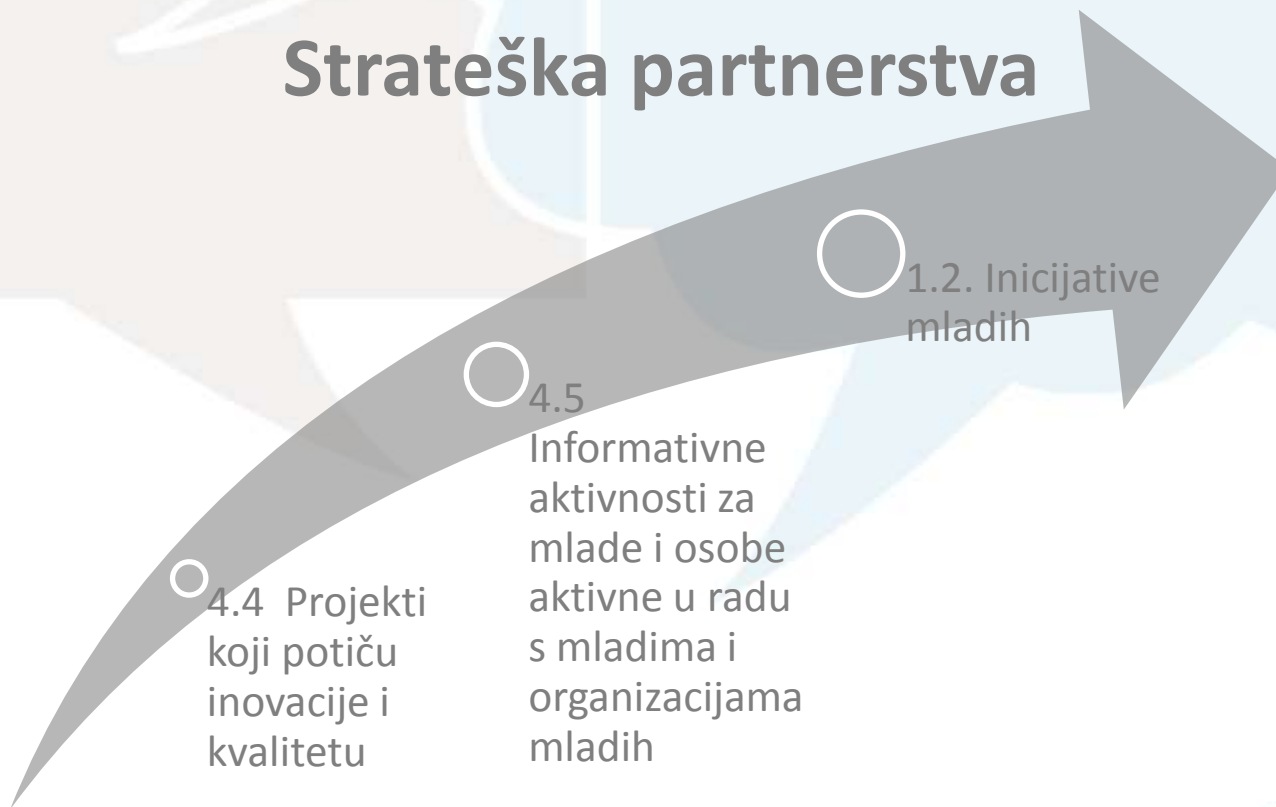 Strateška partnerstva
4.4  Projekti
koji potiču
inovacije i
kvalitetu
4.5
Informativne
aktivnosti za
mlade i osobe
aktivne u radu
s mladima i
organizacijama
mladih
1.2. Inicijative
mladih